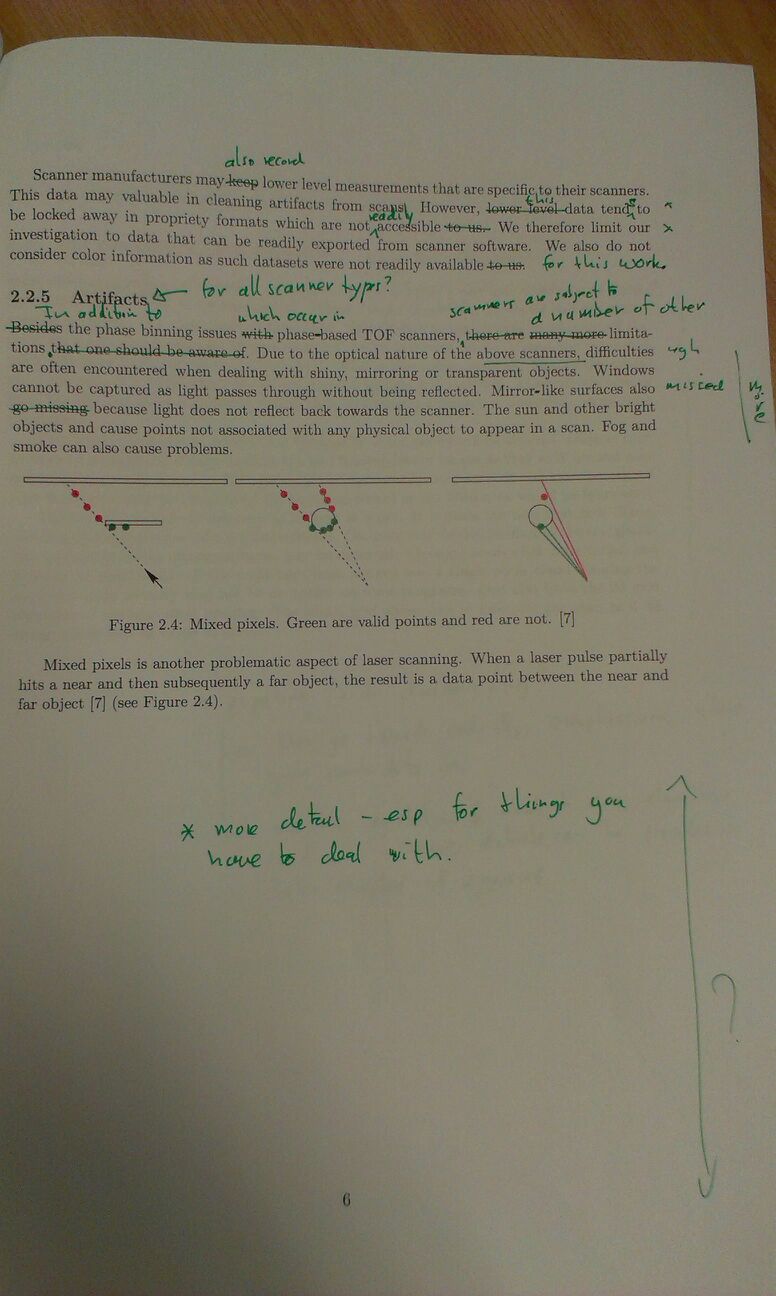 also record
Scanner manufacturers may keep lower level measurements that are specific to their scanners.
This data may valuable in cleaning artifacts from scans. However, lower level data tend to
this
s
be locked away in propriety formats which are not accessible to us. We therefore limit our
readily
investigation to data that can be readily exported from scanner software. We also do not
consider color information as such datasets were not readily available to us. for this work.
2.2.5 Artifacts for all scanner types?
In addition to which occur in scanners are subject to
a number of other
Besides the phase binning issues with phase-based TOF scanners, there are many more limita-
tions that one should be aware of. Due to the optical nature of the above scanners, difficulties
are often encountered when dealing with shiny, mirroring or transparent objects. Windows
cannot be captured as light passes through without being reflected. Mirror-like surfaces also missed
go missing because light does not reflect back towards the scanner. The sun and other bright
more
objects and cause points not associated with any physical object to appear in a scan. Fog and
smoke can also cause problems.
Figure 2.4: Mixed pixels. Green are valid points and red are not. [7]
Mixed pixels is another problematic aspect of laser scanning. When a laser pulse partially
hits a near and then subsequently a far object, the result is a data point between the near and
far object [7] (see Figure 2.4).
* more detail - esp for things you
have to deal with.
?
6